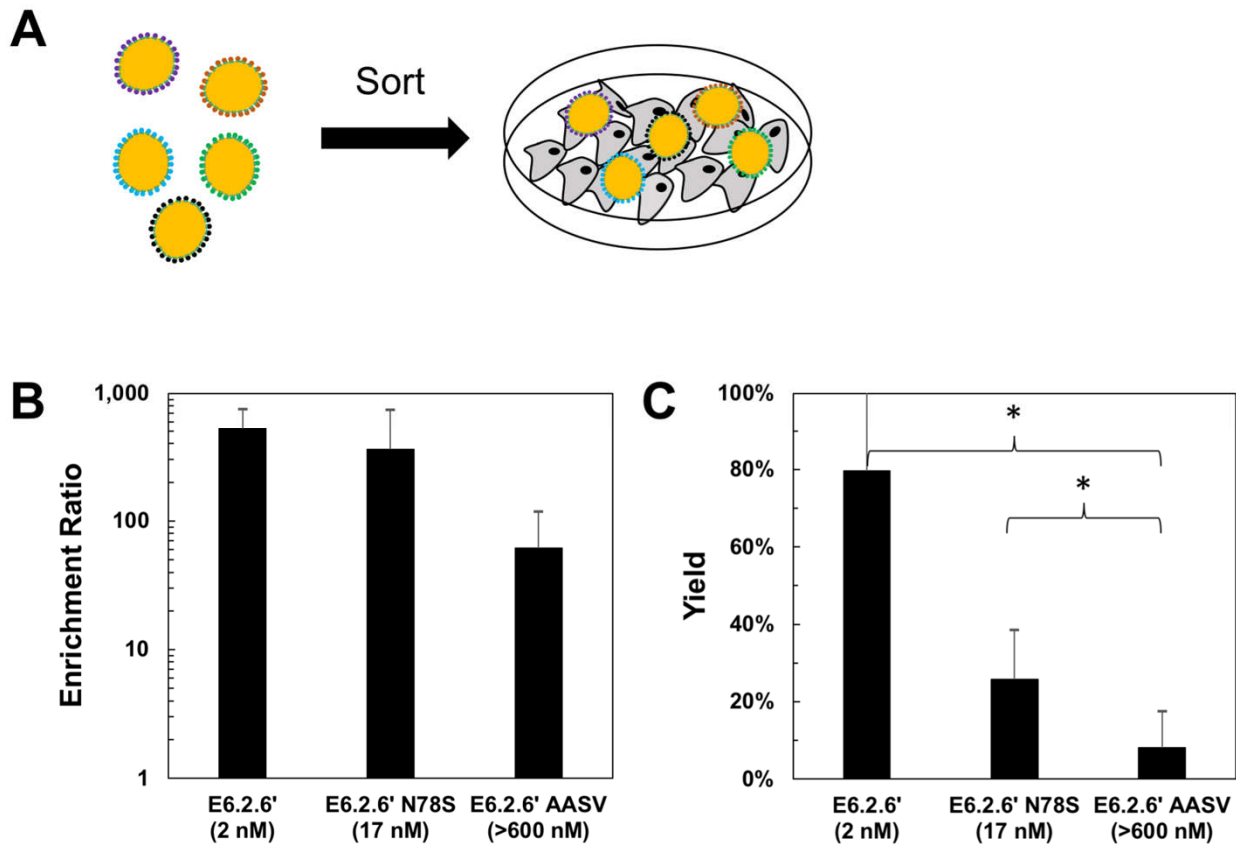 A
Sort
B
Enrichment Ratio
1,000
100
10
1
E6.2.6' E6.2.6' N78S E6.2.6' AASV
(2 nM) (17 nM) (>600 nM)
C
Yield
100%
80%
60%
40%
20%
0%
*
*
E6.2.6' E6.2.6' N78S E6.2.6' AASV
(2 nM) (17 nM) (>600 nM)